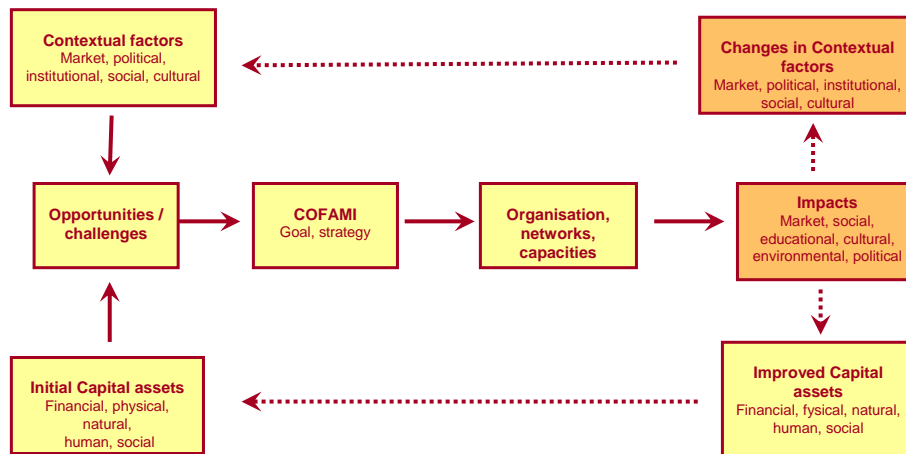 Contextual factors
Market, political,
institutional, social, cultural
Changes in Contextual
factors
Market, political, institutional,
social, cultural
Opportunities /
challenges
COFAMI
Goal, strategy
Organisation,
networks,
capacities
Impacts
Market, social,
educational, cultural,
environmental, political
Initial Capital assets
Financial, physical,
natural,
human, social
Improved Capital
assets
Financial, fysical, natural,
human, social